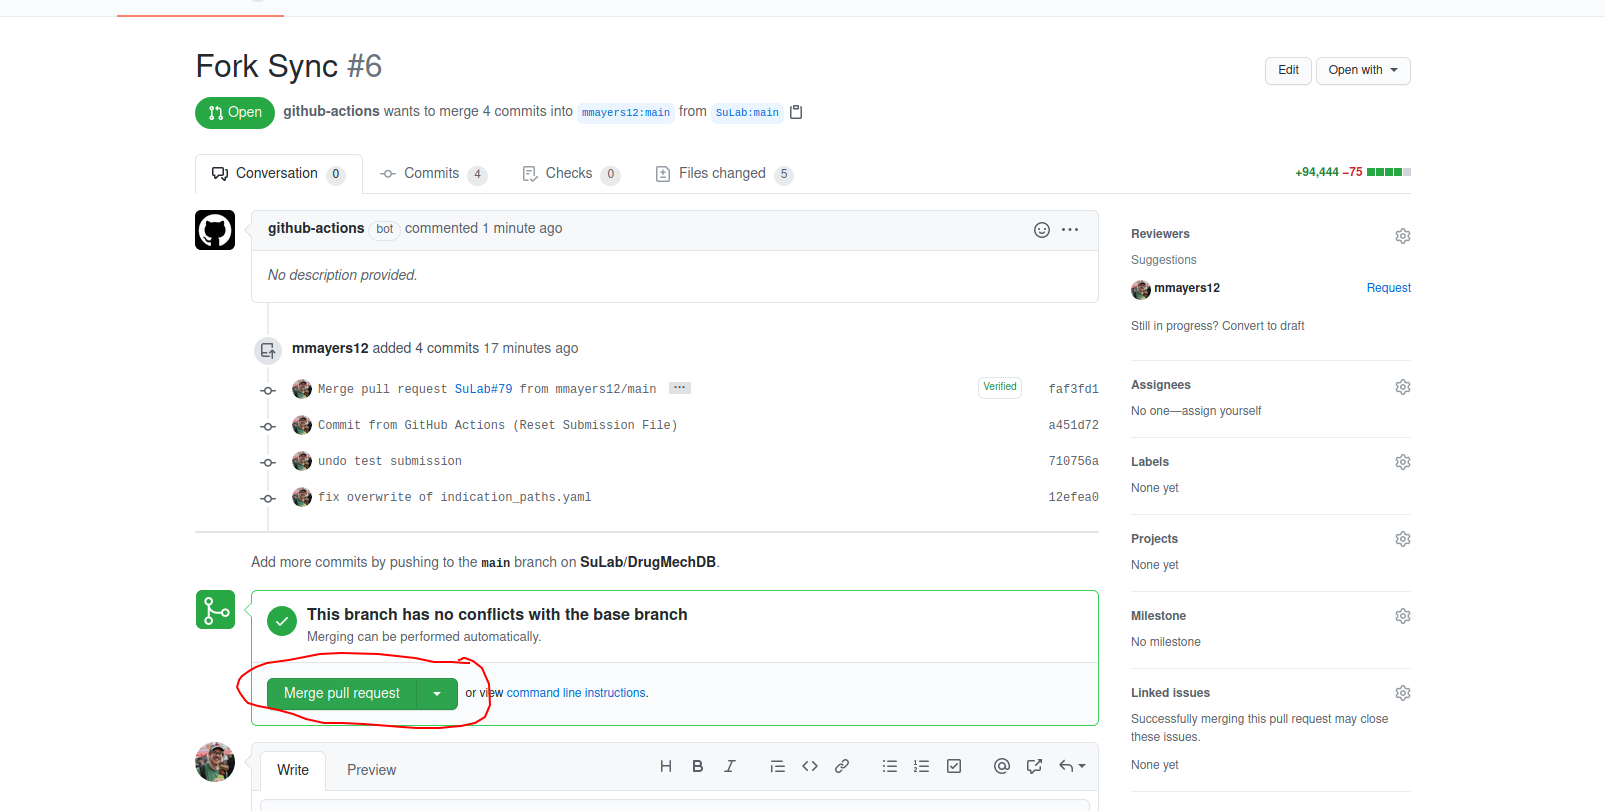 Fork Sync #6
Edit
Open with
Open
github-actions wants to merge 4 commits into mmayers12:main from SuLab:main
Conversation 0
Commits 4
Checks 0
Files changed 5
+94,444 −75
github-actions bot commented 1 minute ago
No description provided.
mmayers12 added 4 commits 17 minutes ago
Merge pull request SuLab#79 from mmayers12/main ... Verified faf3fd1
Commit from GitHub Actions (Reset Submission File) a451d72
undo test submission 710756a
fix overwrite of indication_paths.yaml 12efea0
Add more commits by pushing to the main branch on SuLab/DrugMechDB.
This branch has no conflicts with the base branch
Merging can be performed automatically.
Merge pull request or view command line instructions.
Write
Preview
Reviewers
Suggestions
mmayers12 Request
Still in progress? Convert to draft
Assignees
No one—assign yourself
Labels
None yet
Projects
None yet
Milestone
No milestone
Linked issues
Successfully merging this pull request may close
these issues.
None yet